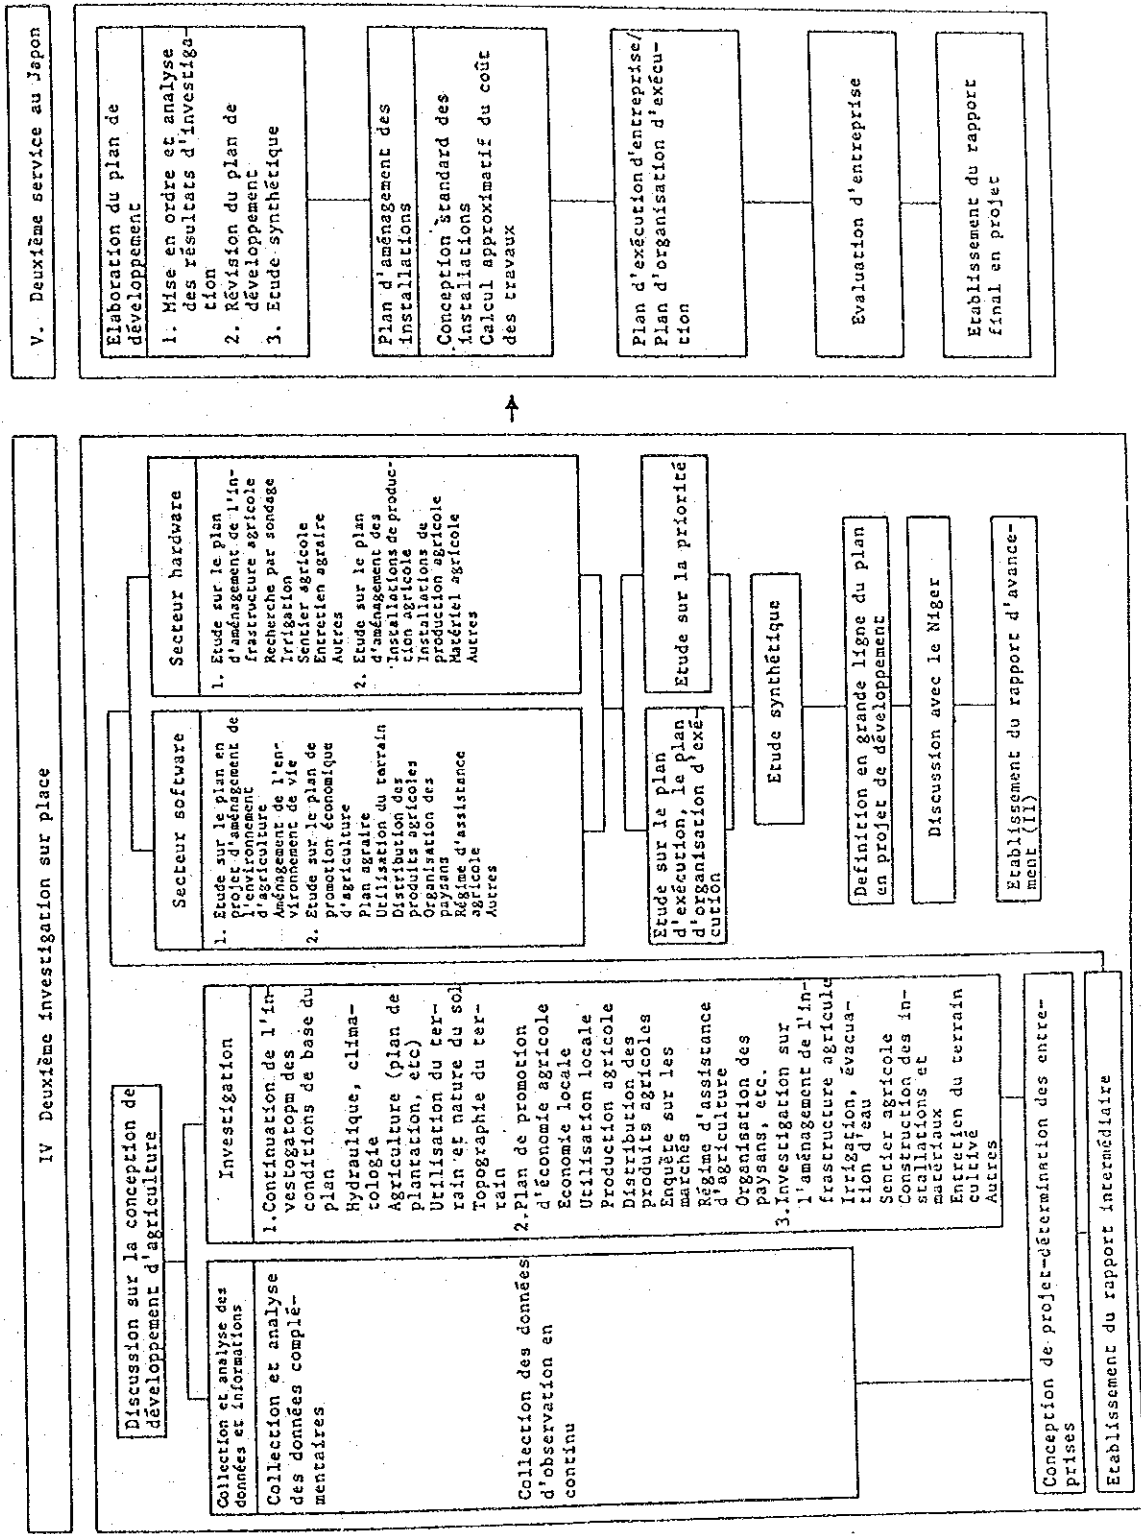 IV Deuxième investigation sur place
Discussion sur la conception de
développement d'agriculture
Collection et analyse des
données et informations
Collection et analyse
des données complé-
mentaires
Collection des données
d'observation en
continu
Investigation
1.Continuation de l'in-
vestogatopm des
conditions de base du
plan
Hydraulique, clima-
tologie
Agriculture (plan de
plantation, etc)
Utilisation du ter-
rain et nature du sol
Topographie du ter-
rain
2.Plan de promotion
d'économie agricole
Economie locale
Utilisation locale
Production agricole
Distribution des
produits agricoles
Enquête sur les
marchés
Régime d'assistance
d'agriculture
Organisation des
paysans, etc.
3.Investigation sur
l'aménagement de l'in-
frastructure agricule
Irrigation, évacua-
tion d'eau
Sentier agricole
Construction des in-
stallations et
matériaux
Entretien du terrain
cultivé
Autres
Conception de projet-détermination des entre-
prises
Etablissement du rapport intermédiaire
Secteur software
1. Etude sur le plan en
projet d'aménagement de
l'environnement
d'agriculture
Aménagement de l'en-
vironnement de vie
2. Etude sur le plan de
promotion économique
d'agriculture
Plan agraire
Utilisation du terrain
Distribution des
produits agricoles
Organisation des
paysans
Régime d'assistance
agricole
Autres
Secteur hardware
1. Etude sur le plan
d'aménagement de l'in-
frastructure agricole
Recherche par sondage
Irrigation
Sentier agricole
Entretien agraire
Autres
2. Etude sur le plan
d'aménagement des
Installations de produc-
tion agricole
Installations de
production agricole
Matériel agricole
Autres
Etude sur le plan
d'exécution, le plan
d'organisation d'exé-
cution
Etude sur la priorité
Etude synthétique
Definition en grande ligne du plan
en projet de développement
Discussion avec le Niger
Etablissement du rapport d'avance-
ment (II)
V. Deuxième service au Japon
Elaboration du plan de
développement
1. Mise en ordre et analyse
des résultats d'investiga-
tion
2. Révision du plan de
développement
3. Etude synthétique
Plan d'aménagement des
installations
Conception standard des
installations
Calcul approximatif du coût
des travaux
Plan d'exécution d'entreprise/
Plan d'organisation d'exécu-
tion
Evaluation d'entreprise
Etablissement du rapport
final en projet